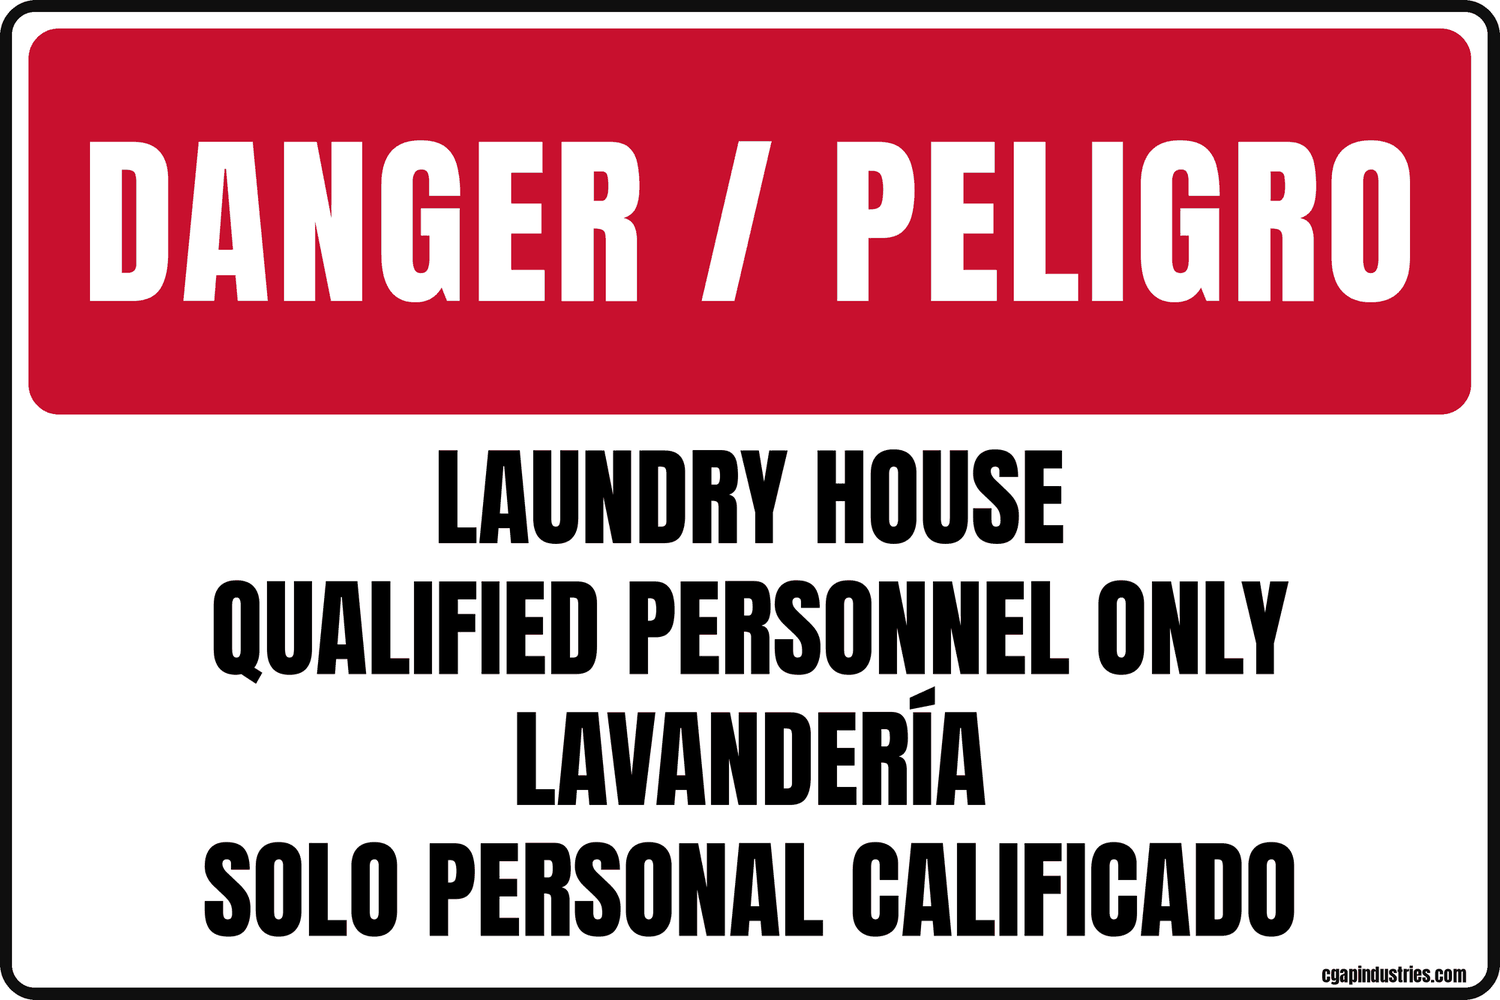 DANGER / PELIGRO
LAUNDRY HOUSE
QUALIFIED PERSONNEL ONLY
LAVANDERÍA
SOLO PERSONAL CALIFICADO
cgapindustries.com